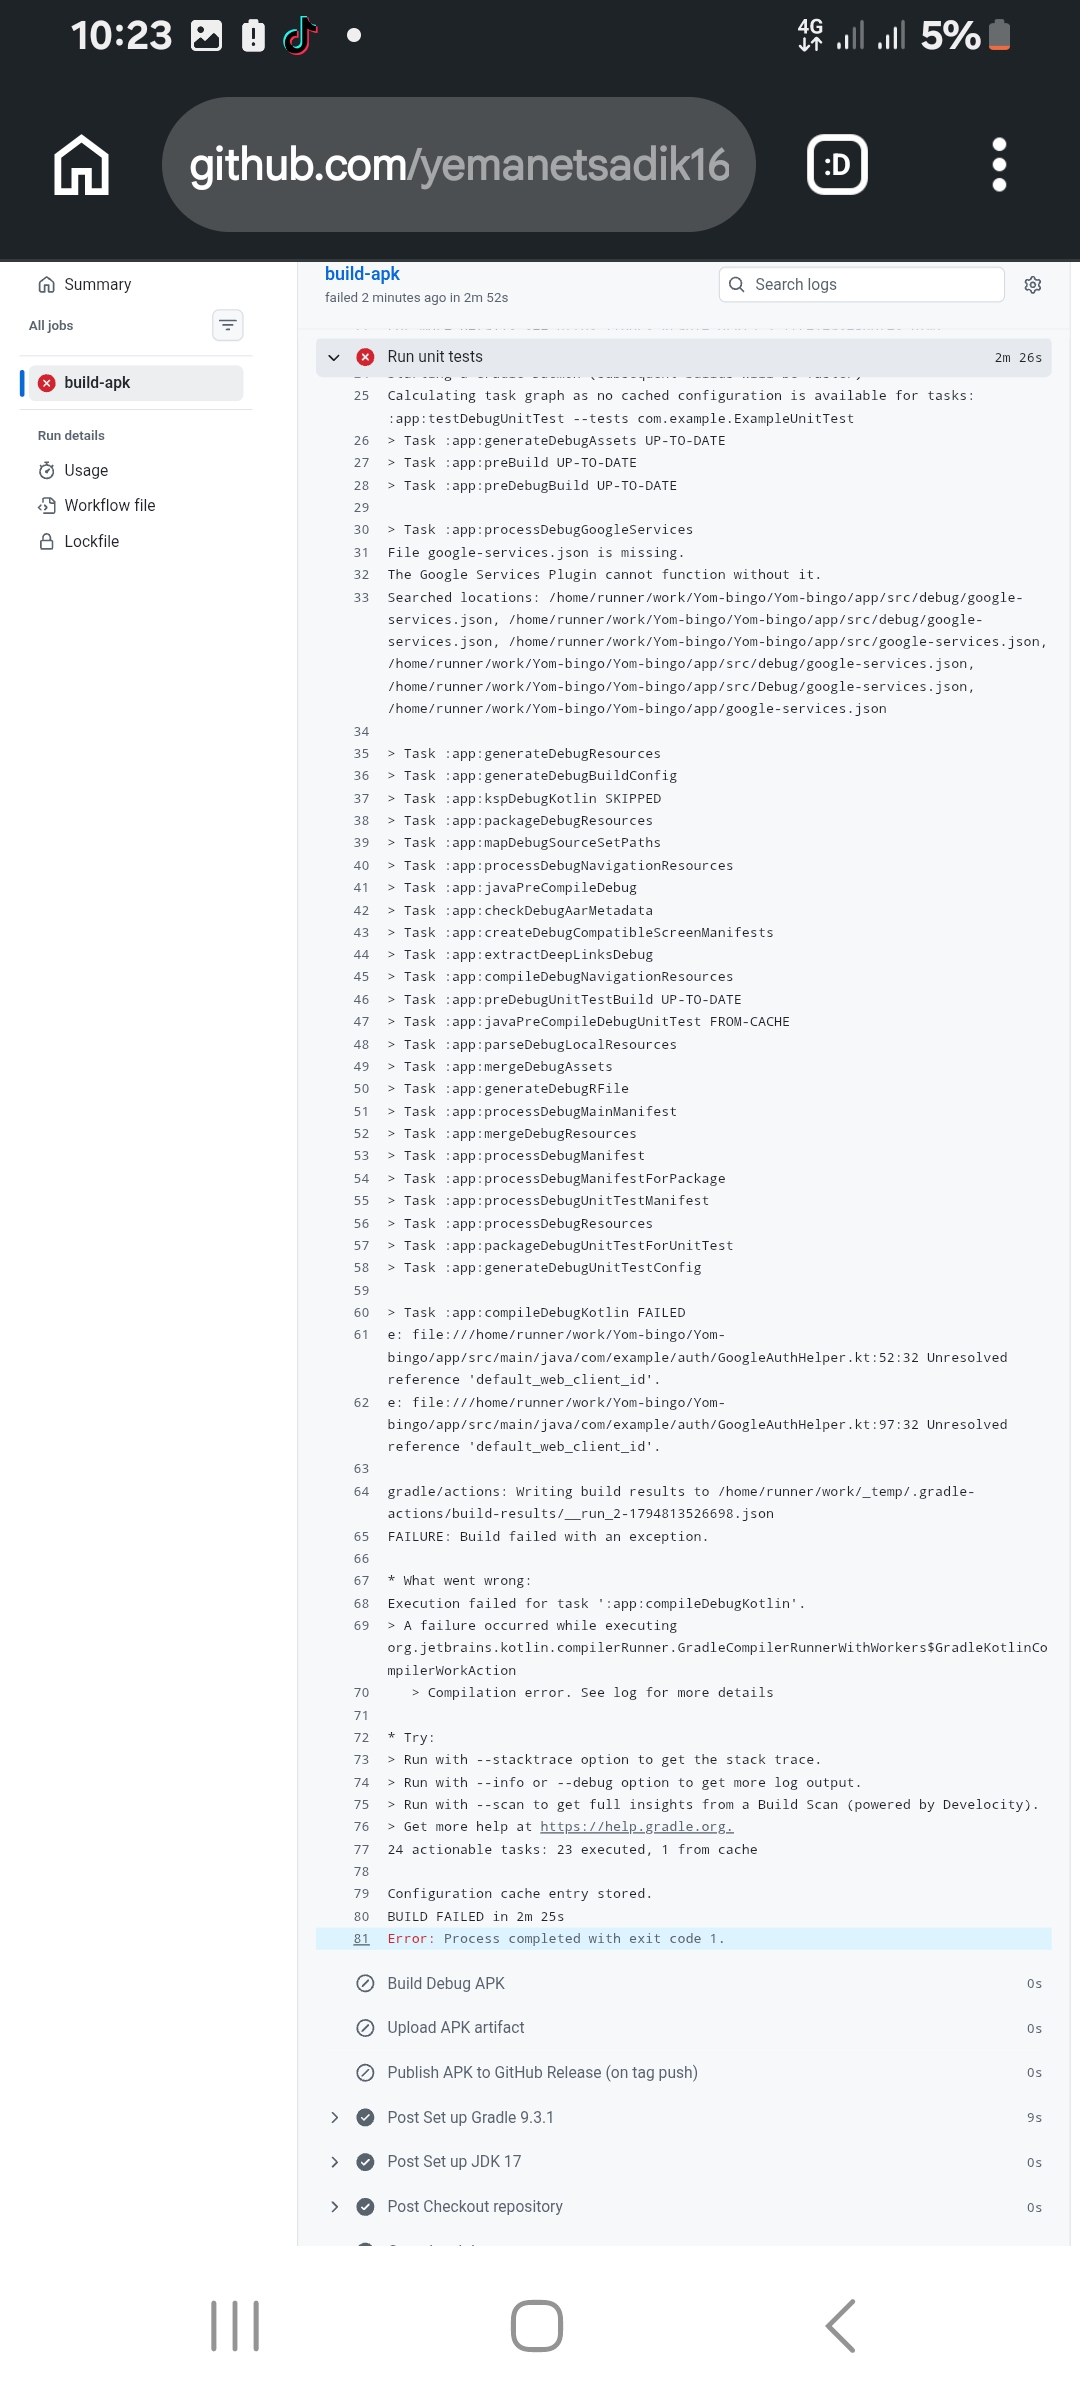 10:23
4G
5%
github.com/yemanetsadik16
:D
Summary
All jobs
build-apk
Run details
Usage
Workflow file
Lockfile
build-apk
failed 2 minutes ago in 2m 52s
Search logs
Run unit tests 2m 26s
25 Calculating task graph as no cached configuration is available for tasks:
:app:testDebugUnitTest --tests com.example.ExampleUnitTest
26 > Task :app:generateDebugAssets UP-TO-DATE
27 > Task :app:preBuild UP-TO-DATE
28 > Task :app:preDebugBuild UP-TO-DATE
29
30 > Task :app:processDebugGoogleServices
31 File google-services.json is missing.
32 The Google Services Plugin cannot function without it.
33 Searched locations: /home/runner/work/Yom-bingo/Yom-bingo/app/src/debug/google-
services.json, /home/runner/work/Yom-bingo/Yom-bingo/app/src/debug/google-
services.json, /home/runner/work/Yom-bingo/Yom-bingo/app/src/google-services.json,
/home/runner/work/Yom-bingo/Yom-bingo/app/src/debug/google-services.json,
/home/runner/work/Yom-bingo/Yom-bingo/app/src/Debug/google-services.json,
/home/runner/work/Yom-bingo/Yom-bingo/app/google-services.json
34
35 > Task :app:generateDebugResources
36 > Task :app:generateDebugBuildConfig
37 > Task :app:kspDebugKotlin SKIPPED
38 > Task :app:packageDebugResources
39 > Task :app:mapDebugSourceSetPaths
40 > Task :app:processDebugNavigationResources
41 > Task :app:javaPreCompileDebug
42 > Task :app:checkDebugAarMetadata
43 > Task :app:createDebugCompatibleScreenManifests
44 > Task :app:extractDeepLinksDebug
45 > Task :app:compileDebugNavigationResources
46 > Task :app:preDebugUnitTestBuild UP-TO-DATE
47 > Task :app:javaPreCompileDebugUnitTest FROM-CACHE
48 > Task :app:parseDebugLocalResources
49 > Task :app:mergeDebugAssets
50 > Task :app:generateDebugRFile
51 > Task :app:processDebugMainManifest
52 > Task :app:mergeDebugResources
53 > Task :app:processDebugManifest
54 > Task :app:processDebugManifestForPackage
55 > Task :app:processDebugUnitTestManifest
56 > Task :app:processDebugResources
57 > Task :app:packageDebugUnitTestForUnitTest
58 > Task :app:generateDebugUnitTestConfig
59
60 > Task :app:compileDebugKotlin FAILED
61 e: file:///home/runner/work/Yom-bingo/Yom-
bingo/app/src/main/java/com/example/auth/GoogleAuthHelper.kt:52:32 Unresolved
reference 'default_web_client_id'.
62 e: file:///home/runner/work/Yom-bingo/Yom-
bingo/app/src/main/java/com/example/auth/GoogleAuthHelper.kt:97:32 Unresolved
reference 'default_web_client_id'.
63
64 gradle/actions: Writing build results to /home/runner/work/_temp/.gradle-
actions/build-results/__run_2-1794813526698.json
65 FAILURE: Build failed with an exception.
66
67 * What went wrong:
68 Execution failed for task ':app:compileDebugKotlin'.
69 > A failure occurred while executing
org.jetbrains.kotlin.compilerRunner.GradleCompilerRunnerWithWorkers$GradleKotlinCo
mpilerWorkAction
70 > Compilation error. See log for more details
71
72 * Try:
73 > Run with --stacktrace option to get the stack trace.
74 > Run with --info or --debug option to get more log output.
75 > Run with --scan to get full insights from a Build Scan (powered by Develocity).
76 > Get more help at https://help.gradle.org.
77 24 actionable tasks: 23 executed, 1 from cache
78
79 Configuration cache entry stored.
80 BUILD FAILED in 2m 25s
81 Error: Process completed with exit code 1.
Build Debug APK 0s
Upload APK artifact 0s
Publish APK to GitHub Release (on tag push) 0s
Post Set up Gradle 9.3.1 9s
Post Set up JDK 17 0s
Post Checkout repository 0s